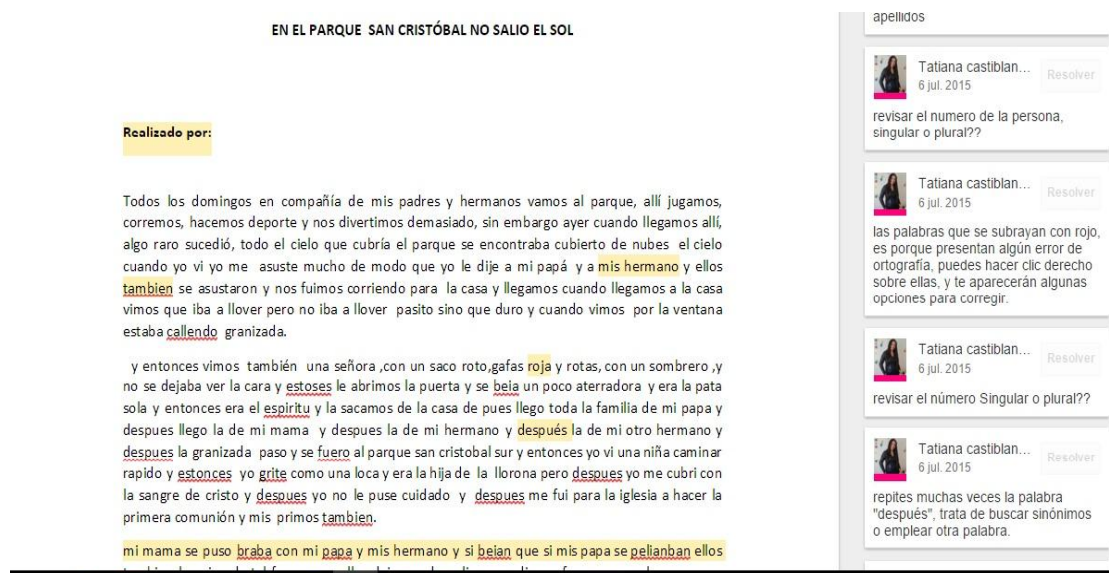 EN EL PARQUE SAN CRISTÓBAL NO SALIO EL SOL
Realizado por:
Todos los domingos en compañía de mis padres y hermanos vamos al parque, allí jugamos,
corremos, hacemos deporte y nos divertimos demasiado, sin embargo ayer cuando llegamos allí,
algo raro sucedió, todo el cielo que cubría el parque se encontraba cubierto de nubes el cielo
cuando yo vi yo me asuste mucho de modo que yo le dije a mi papá y a mis hermano y ellos
tambien se asustaron y nos fuimos corriendo para la casa y llegamos cuando llegamos a la casa
vimos que iba a llover pero no iba a llover pasito sino que duro y cuando vimos por la ventana
estaba callendo granizada.
y entonces vimos también una señora ,con un saco roto,gafas roja y rotas, con un sombrero ,y
no se dejaba ver la cara y estoses le abrimos la puerta y se beia un poco aterradora y era la pata
sola y entonces era el espiritu y la sacamos de la casa de pues llego toda la familia de mi papa y
despues llego la de mi mama y despues la de mi hermano y después la de mi otro hermano y
despues la granizada paso y se fuero al parque san cristobal sur y entonces yo vi una niña caminar
rapido y estonces yo grite como una loca y era la hija de la llorona pero despues yo me cubri con
la sangre de cristo y despues yo no le puse cuidado y despues me fui para la iglesia a hacer la
primera comunión y mis primos tambien.
mi mama se puso braba con mi papa y mis hermano y si beian que si mis papa se pelianban ellos
apellidos
Tatiana castiblan...
Resolver
6 jul. 2015
revisar el numero de la persona,
singular o plural??
Tatiana castiblan...
Resolver
6 jul. 2015
las palabras que se subrayan con rojo,
es porque presentan algún error de
ortografía, puedes hacer clic derecho
sobre ellas, y te aparecerán algunas
opciones para corregir.
Tatiana castiblan...
Resolver
6 jul. 2015
revisar el número Singular o plural??
Tatiana castiblan...
Resolver
6 jul. 2015
repites muchas veces la palabra
"después", trata de buscar sinónimos
o emplear otra palabra.